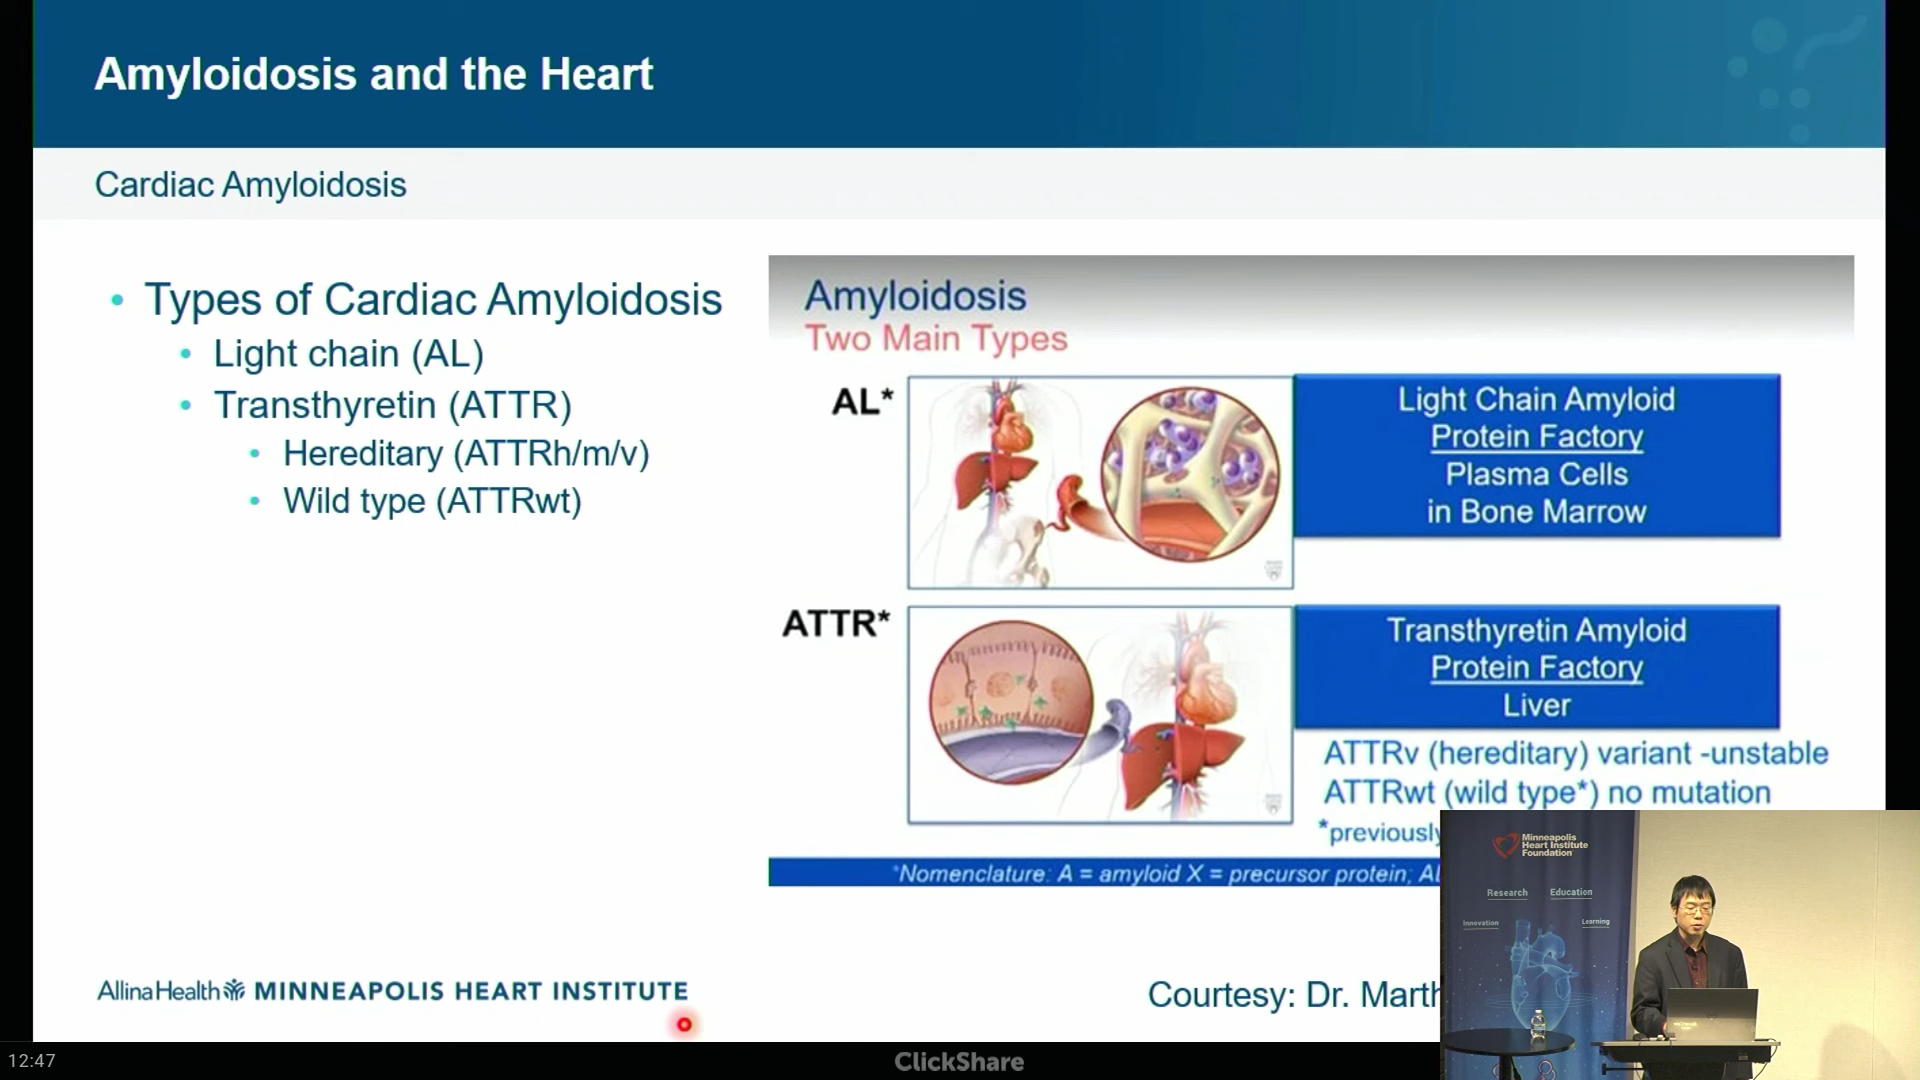 Amyloidosis and the Heart
Cardiac Amyloidosis
• Types of Cardiac Amyloidosis
• Light chain (AL)
• Transthyretin (ATTR)
• Hereditary (ATTRh/m/v)
• Wild type (ATTRwt)
Amyloidosis
Two Main Types
AL*
Light Chain Amyloid
Protein Factory
Plasma Cells
in Bone Marrow
ATTR*
Transthyretin Amyloid
Protein Factory
Liver
ATTRv (hereditary) variant -unstable
ATTRwt (wild type*) no mutation
*previously
*Nomenclature: A = amyloid X = precursor protein; AL
AllinaHealth MINNEAPOLIS HEART INSTITUTE
Courtesy: Dr. Marth
Minneapolis
Heart Institute
Foundation
Research Education
Innovation Learning
12:47
ClickShare